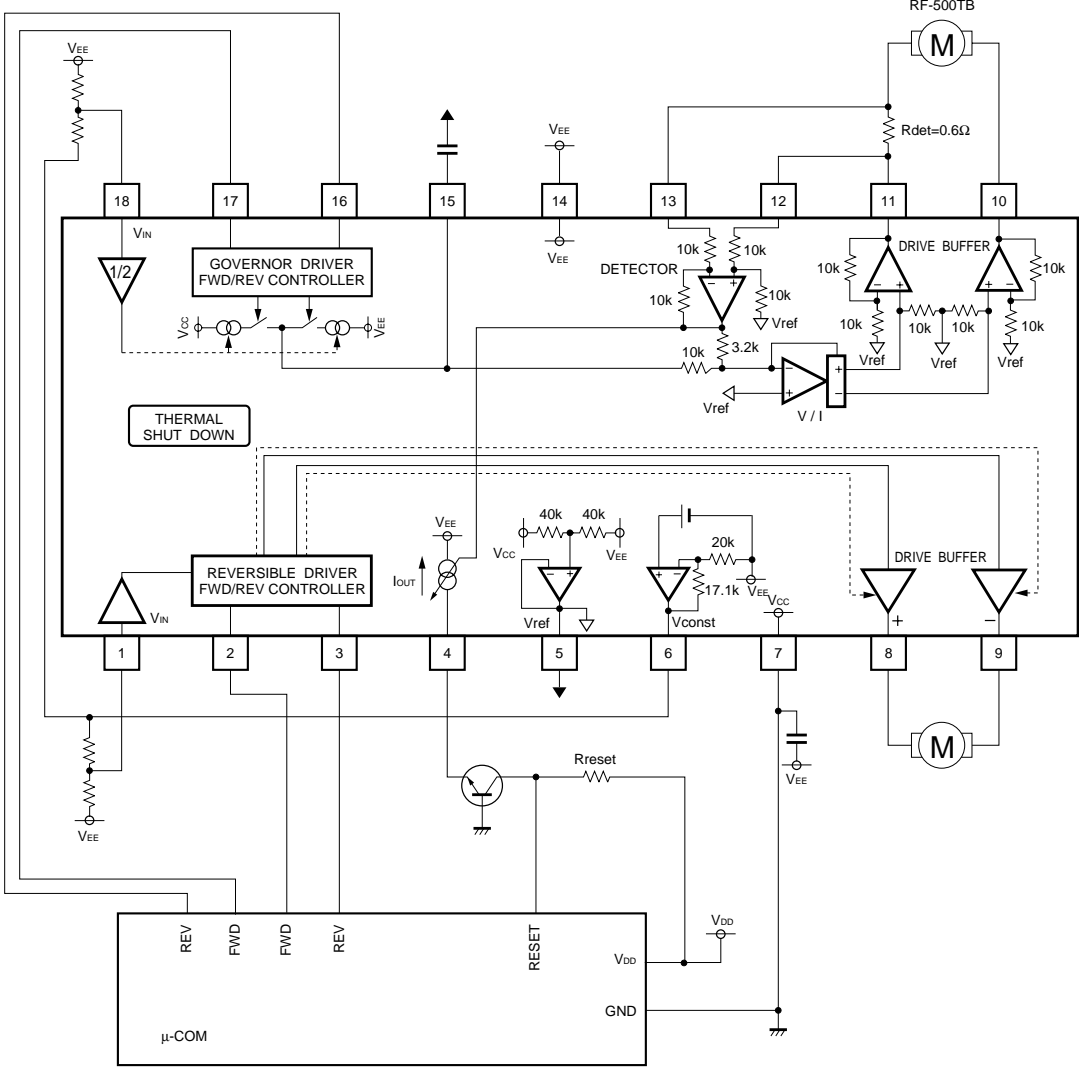 RF-500TB
M
VEE
VEE
Rdet=0.6Ω
18
17
16
15
14
13
12
11
10
VIN
VEE
1/2
GOVERNOR DRIVER
FWD/REV CONTROLLER
VCC
VEE
DETECTOR
10k
10k
10k
10k
Vref
3.2k
10k
Vref
V / I
DRIVE BUFFER
10k
10k
10k
10k
10k
10k
Vref
Vref
Vref
+
−
−
+
−
+
−
+
+
−
THERMAL
SHUT DOWN
VEE
IOUT
40k
40k
VCC
VEE
−
+
Vref
20k
17.1k
VEE
+
−
Vconst
VCC
DRIVE BUFFER
+
−
REVERSIBLE DRIVER
FWD/REV CONTROLLER
VIN
1
2
3
4
5
6
7
8
9
M
VEE
VEE
Rreset
REV
FWD
FWD
REV
RESET
VDD
VDD
GND
μ-COM